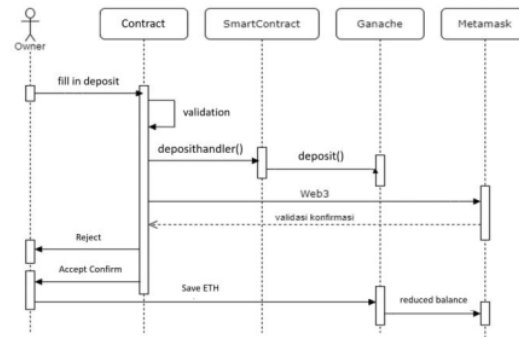 Contract
SmartContract
Ganache
Metamask
Owner
fill in deposit
validation
deposithandler()
deposit()
Web3
validasi konfirmasi
Reject
Accept Confirm
Save ETH
reduced balance